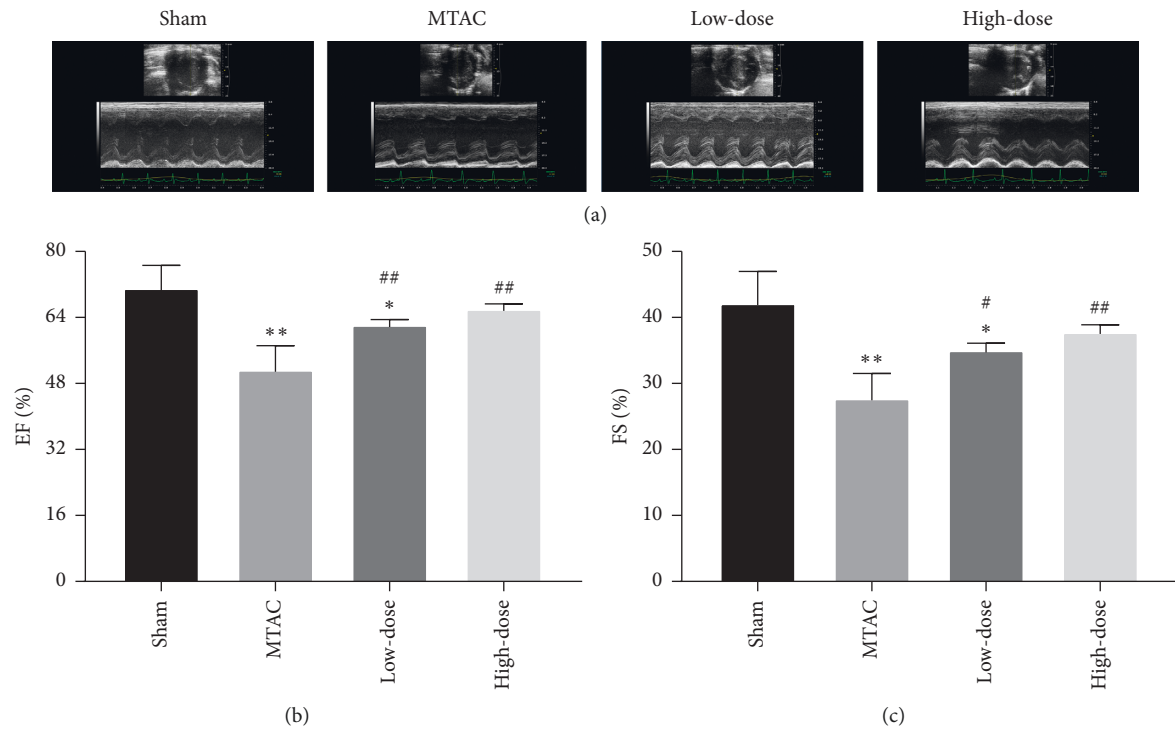 Sham MTAC Low-dose High-dose
(a)
80
64
48
32
16
0
EF (%)
**
##
*
##
Sham
MTAC
Low-dose
High-dose
(b)
50
40
30
20
10
0
FS (%)
**
#
*
##
Sham
MTAC
Low-dose
High-dose
(c)